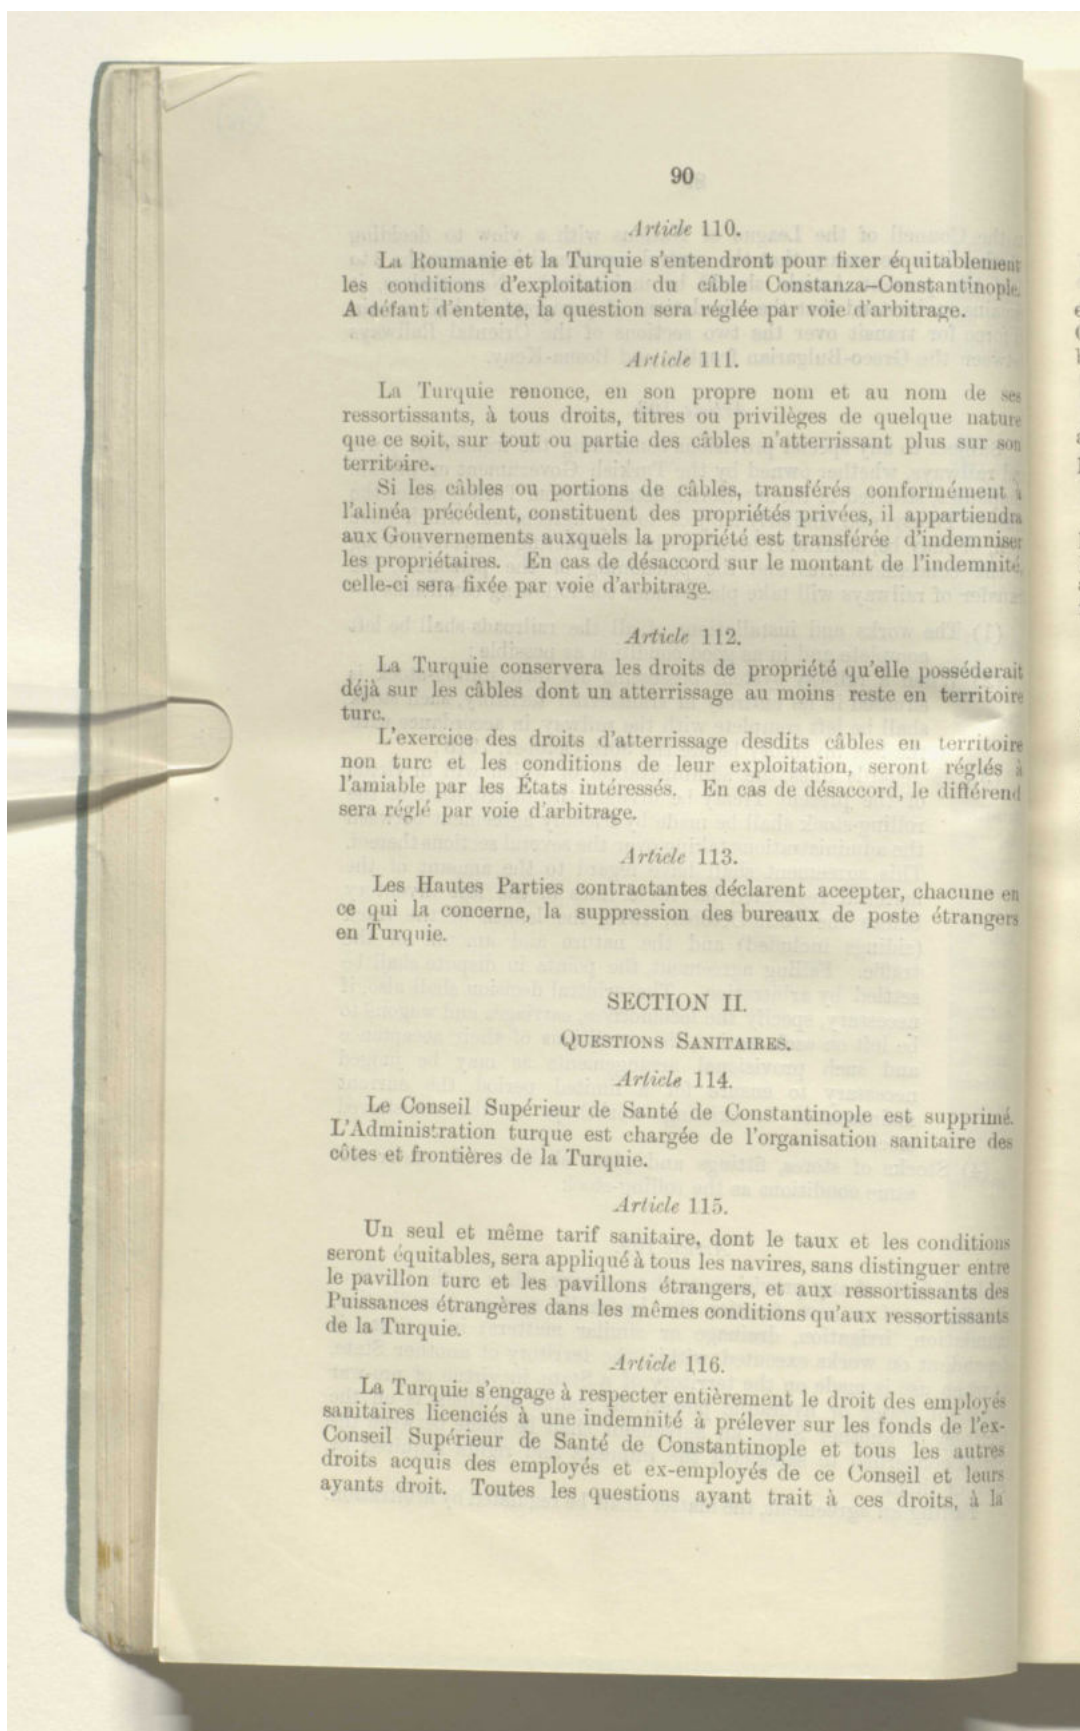 90
Article 110.
La Roumanie et la Turquie s'entendront pour fixer équitablement
les conditions d'exploitation du câble Constanza–Constantinople.
A défaut d'entente, la question sera réglée par voie d'arbitrage.
Article 111.
La Turquie renonce, en son propre nom et au nom de ses
ressortissants, à tous droits, titres ou privilèges de quelque nature
que ce soit, sur tout ou partie des câbles n'atterrissant plus sur son
territoire.
Si les câbles ou portions de câbles, transférés conformément à
l'alinéa précédent, constituent des propriétés privées, il appartiendra
aux Gouvernements auxquels la propriété est transférée d'indemniser
les propriétaires. En cas de désaccord sur le montant de l'indemnité,
celle-ci sera fixée par voie d'arbitrage.
Article 112.
La Turquie conservera les droits de propriété qu'elle posséderait
déjà sur les câbles dont un atterrissage au moins reste en territoire
turc.
L'exercice des droits d'atterrissage desdits câbles en territoire
non turc et les conditions de leur exploitation, seront réglés à
l'amiable par les États intéressés. En cas de désaccord, le différend
sera réglé par voie d'arbitrage.
Article 113.
Les Hautes Parties contractantes déclarent accepter, chacune en
ce qui la concerne, la suppression des bureaux de poste étrangers
en Turquie.
SECTION II.
QUESTIONS SANITAIRES.
Article 114.
Le Conseil Supérieur de Santé de Constantinople est supprimé.
L'Administration turque est chargée de l'organisation sanitaire des
côtes et frontières de la Turquie.
Article 115.
Un seul et même tarif sanitaire, dont le taux et les conditions
seront équitables, sera appliqué à tous les navires, sans distinguer entre
le pavillon turc et les pavillons étrangers, et aux ressortissants des
Puissances étrangères dans les mêmes conditions qu'aux ressortissants
de la Turquie.
Article 116.
La Turquie s'engage à respecter entièrement le droit des employés
sanitaires licenciés à une indemnité à prélever sur les fonds de l'ex-
Conseil Supérieur de Santé de Constantinople et tous les autres
droits acquis des employés et ex-employés de ce Conseil et leurs
ayants droit. Toutes les questions ayant trait à ces droits, à la